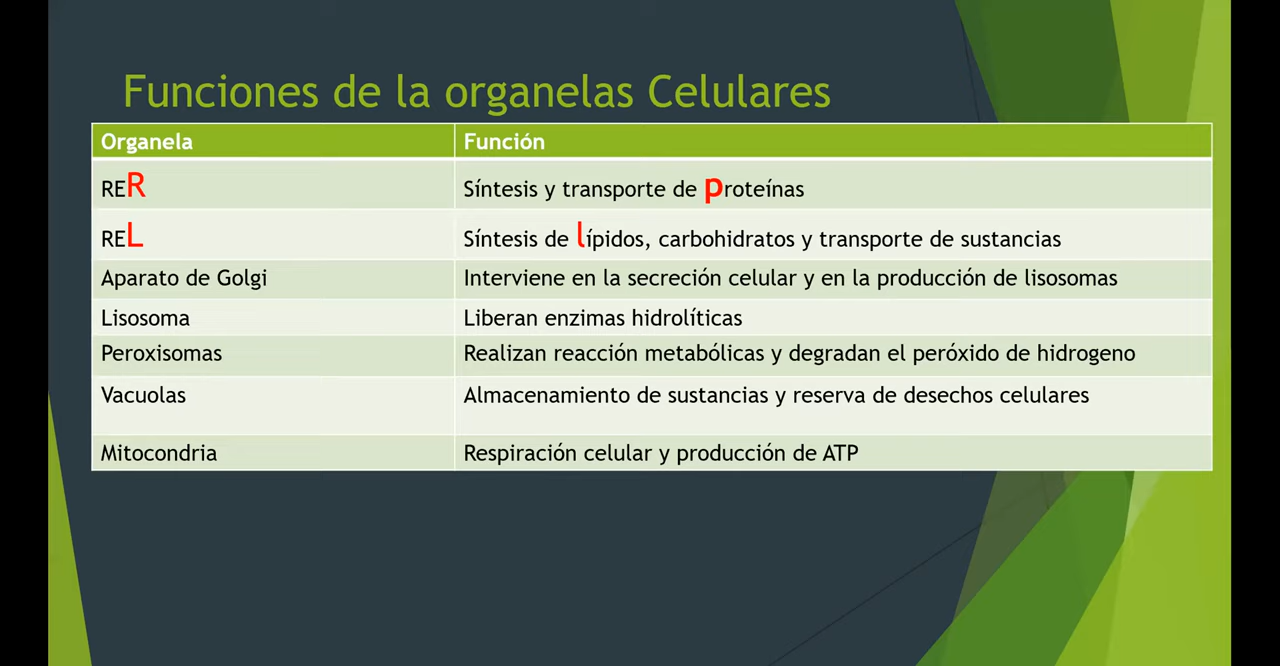 Funciones de la organelas Celulares
Organela Función
RER Síntesis y transporte de proteínas
REL Síntesis de lípidos, carbohidratos y transporte de sustancias
Aparato de Golgi Interviene en la secreción celular y en la producción de lisosomas
Lisosoma Liberan enzimas hidrolíticas
Peroxisomas Realizan reacción metabólicas y degradan el peróxido de hidrogeno
Vacuolas Almacenamiento de sustancias y reserva de desechos celulares
Mitocondria Respiración celular y producción de ATP